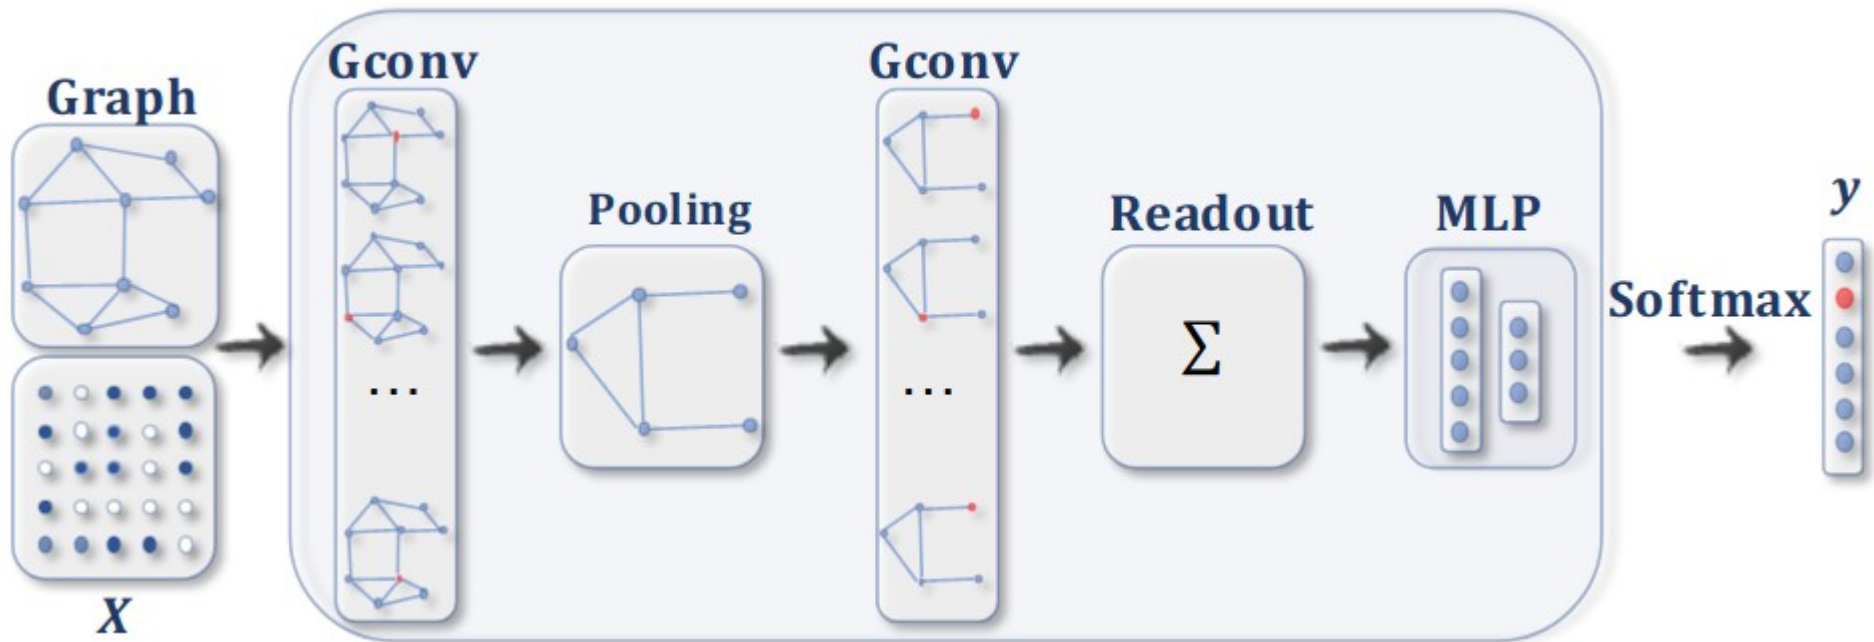 Graph
X
Gconv
...
Pooling
Gconv
...
Readout
Σ
MLP
Softmax
y